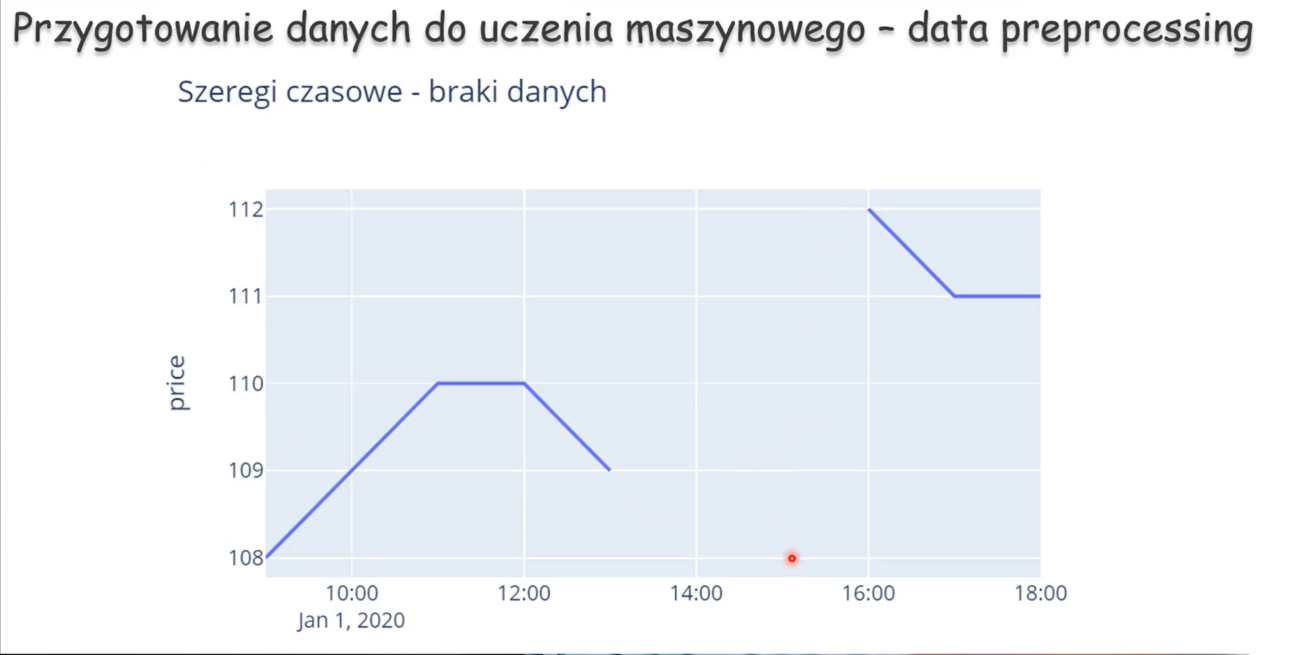 Przygotowanie danych do uczenia maszynowego – data preprocessing
Szeregi czasowe - braki danych
112
111
110
109
108
price
10:00 12:00 14:00 16:00 18:00
Jan 1, 2020